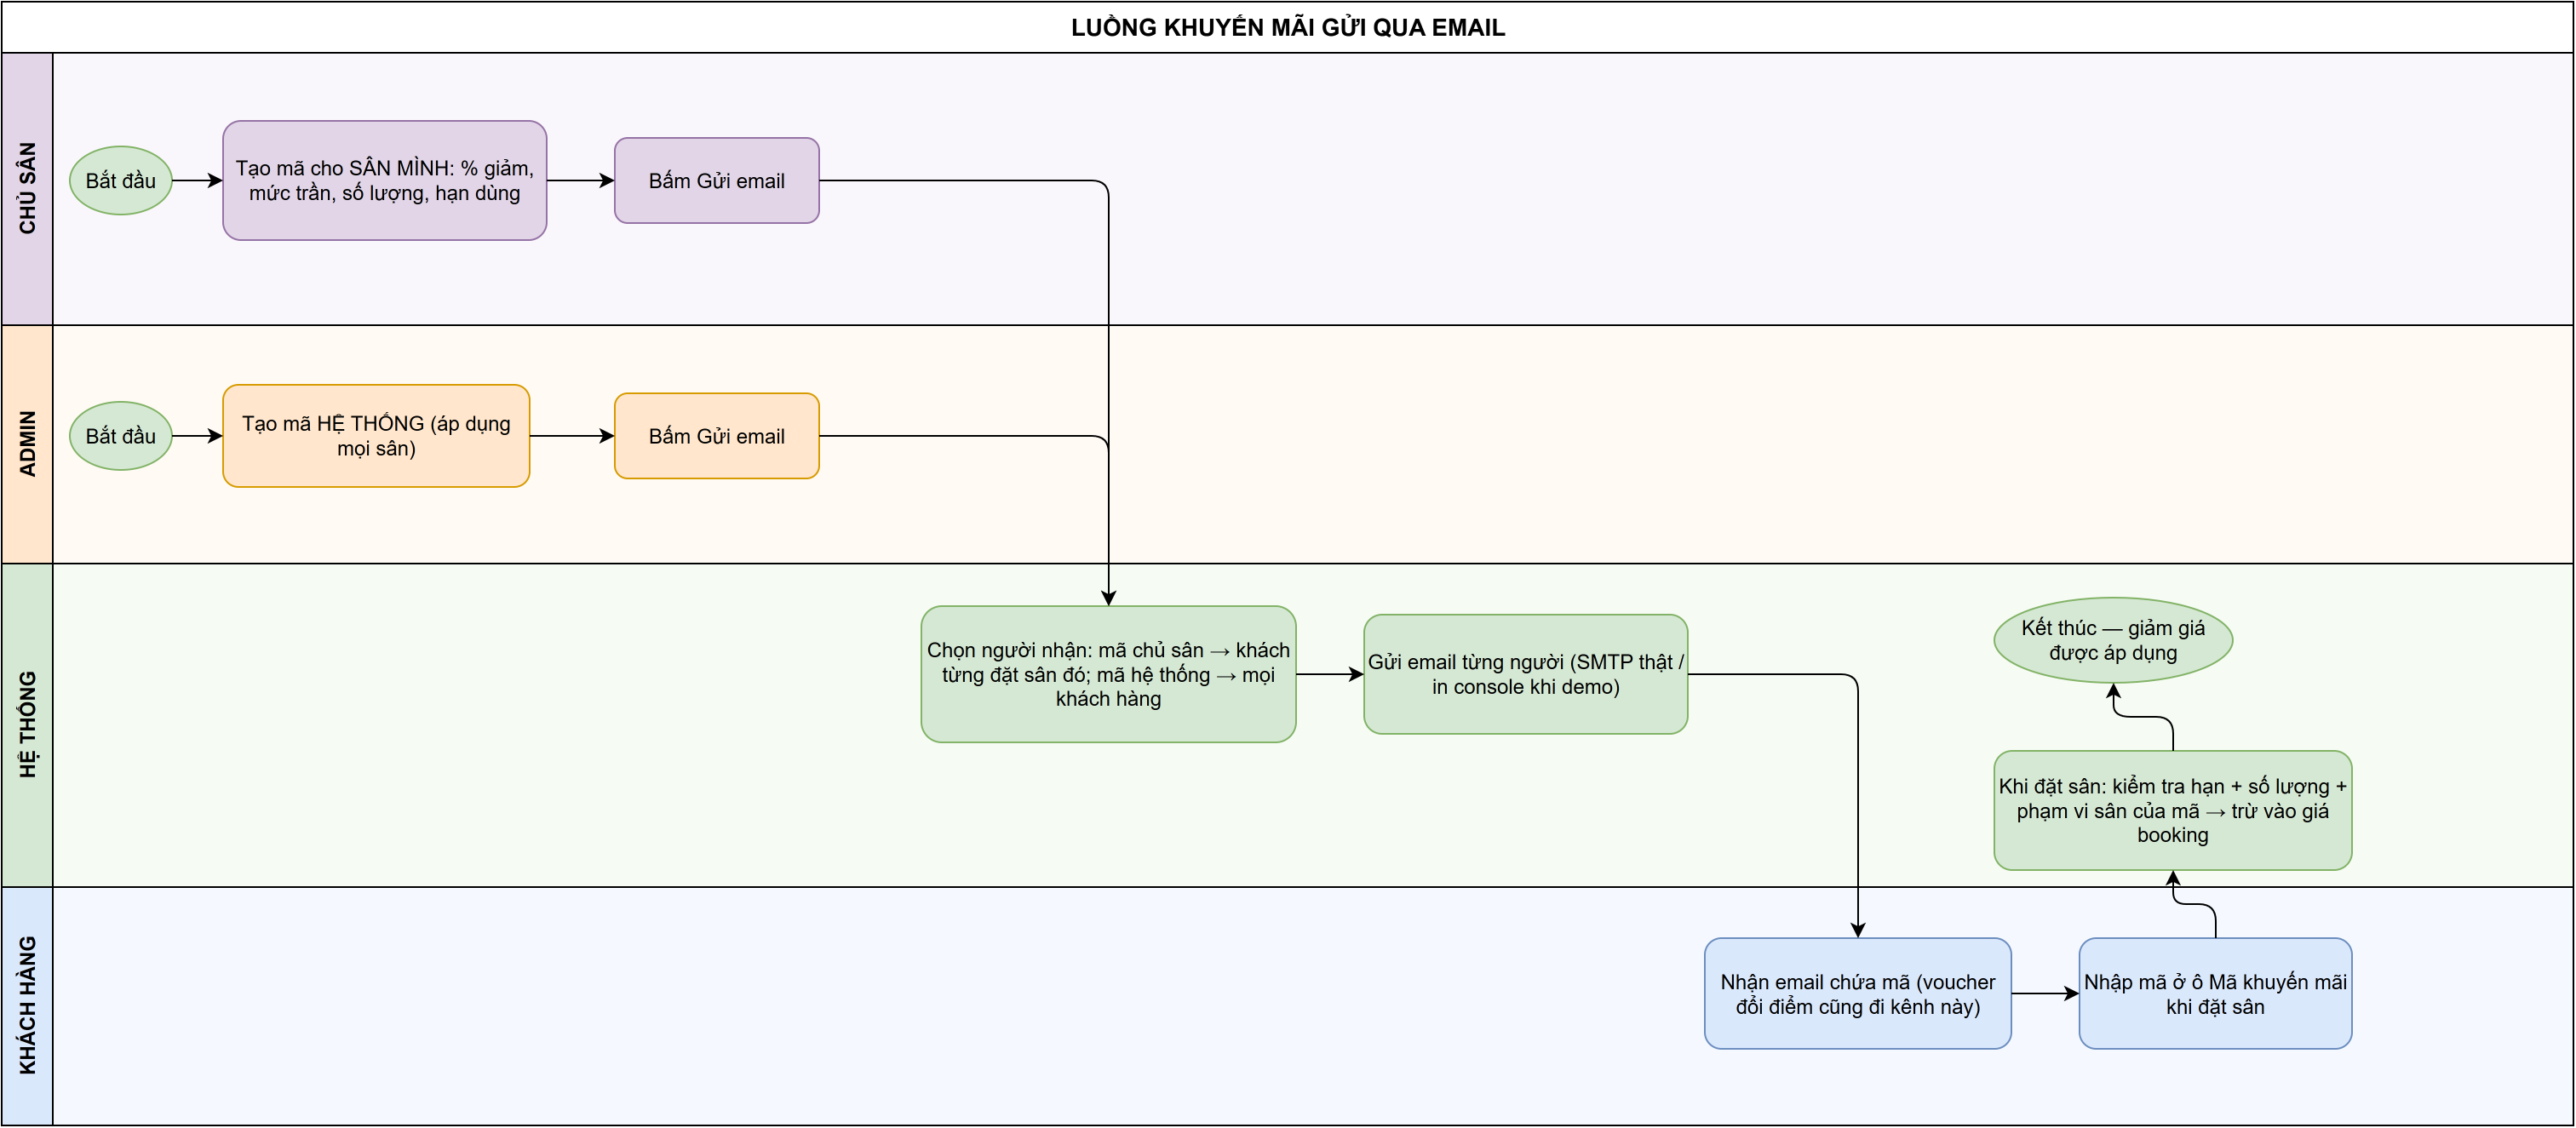 LUỒNG KHUYẾN MÃI GỬI QUA EMAIL
CHỦ SÂN
Bắt đầu
Tạo mã cho SÂN MÌNH: % giảm,
mức trần, số lượng, hạn dùng
Bấm Gửi email
ADMIN
Bắt đầu
Tạo mã HỆ THỐNG (áp dụng
mọi sân)
Bấm Gửi email
HỆ THỐNG
Chọn người nhận: mã chủ sân → khách
từng đặt sân đó; mã hệ thống → mọi
khách hàng
Gửi email từng người (SMTP thật /
in console khi demo)
Kết thúc — giảm giá
được áp dụng
Khi đặt sân: kiểm tra hạn + số lượng +
phạm vi sân của mã → trừ vào giá
booking
KHÁCH HÀNG
Nhận email chứa mã (voucher
đổi điểm cũng đi kênh này)
Nhập mã ở ô Mã khuyến mãi
khi đặt sân